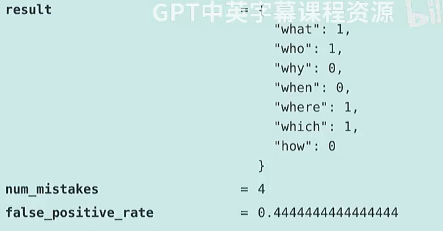 GPT中英字幕课程资源
result = {
"what": 1,
"who": 1,
"why": 0,
"when": 0,
"where": 1,
"which": 1,
"how": 0
}
num_mistakes = 4
false_positive_rate = 0.4444444444444444